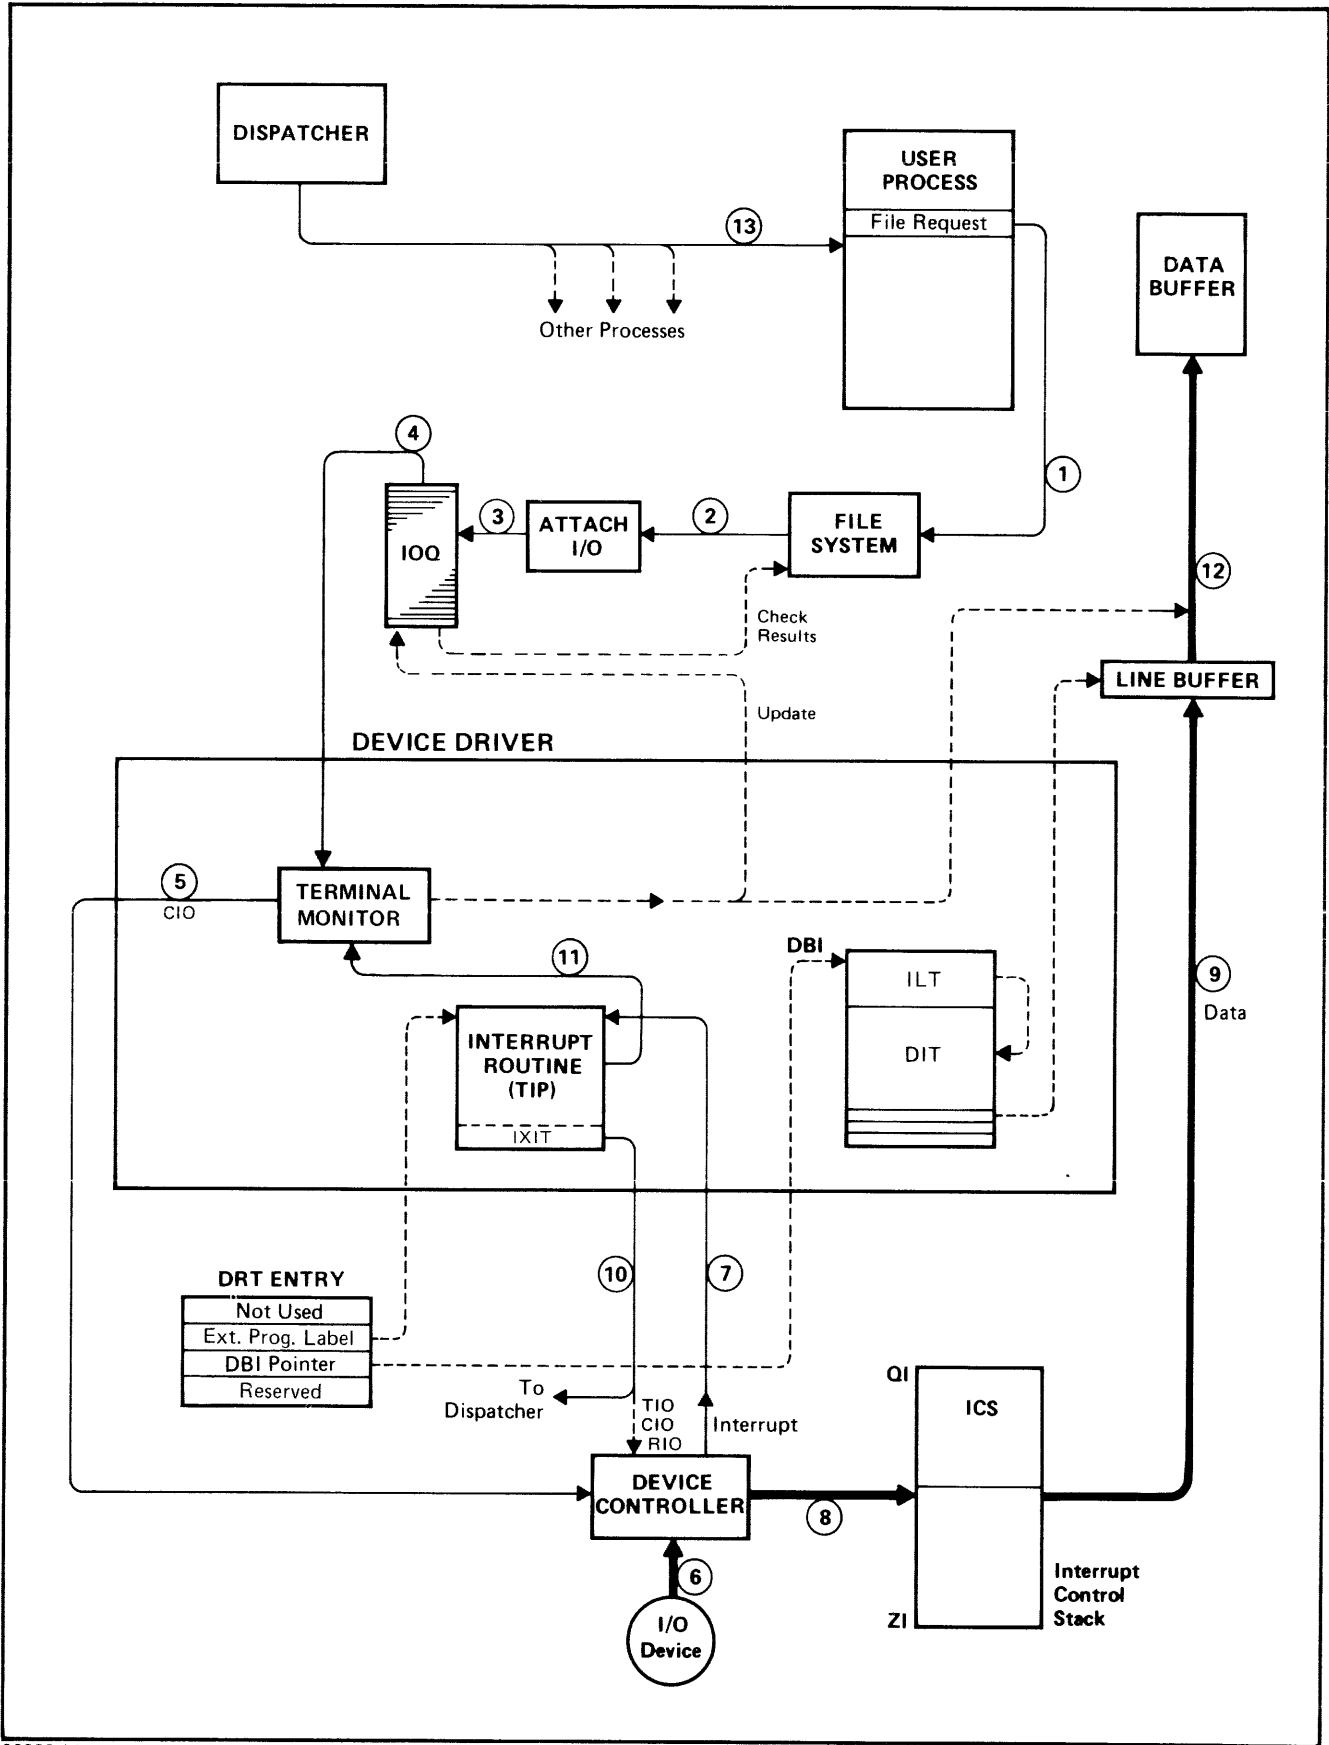 DISPATCHER
USER
PROCESS
File Request
13
DATA
BUFFER
Other Processes
4
1
3
2
IOQ
ATTACH
I/O
FILE
SYSTEM
12
Check
Results
LINE BUFFER
Update
DEVICE DRIVER
5
CIO
TERMINAL
MONITOR
11
DBI
ILT
9
Data
INTERRUPT
ROUTINE
(TIP)
DIT
IXIT
10
7
DRT ENTRY
Not Used
Ext. Prog. Label
DBI Pointer
Reserved
To
Dispatcher
TIO
CIO
RIO
Interrupt
QI
ICS
DEVICE
CONTROLLER
8
6
Interrupt
Control
Stack
ZI
I/O
Device